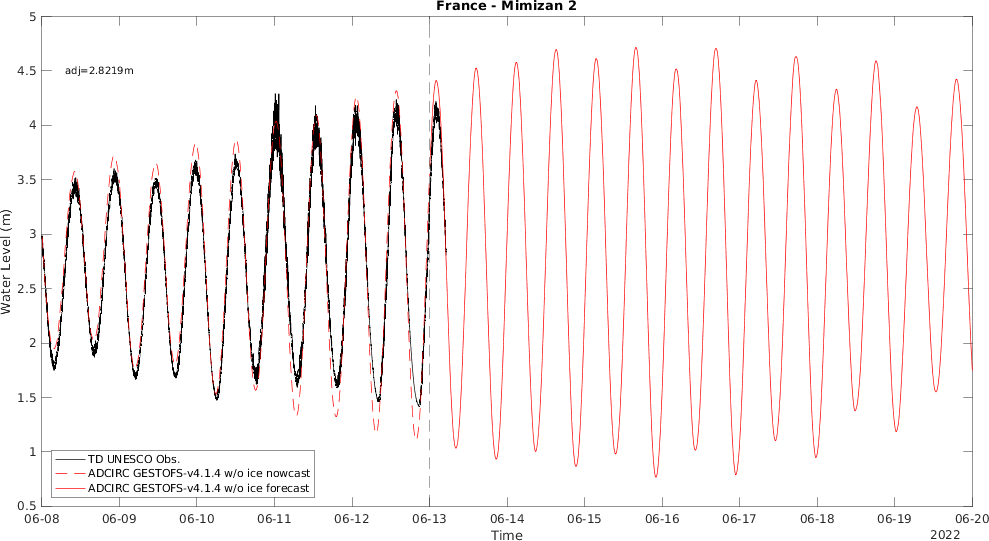 France - Mimizan 2
5
4.5
4
3.5
3
2.5
2
1.5
1
0.5
Water Level (m)
adj=2.8219m
TD UNESCO Obs.
ADCIRC GESTOFS-v4.1.4 w/o ice nowcast
ADCIRC GESTOFS-v4.1.4 w/o ice forecast
06-08 06-09 06-10 06-11 06-12 06-13 06-14 06-15 06-16 06-17 06-18 06-19 06-20
Time
2022